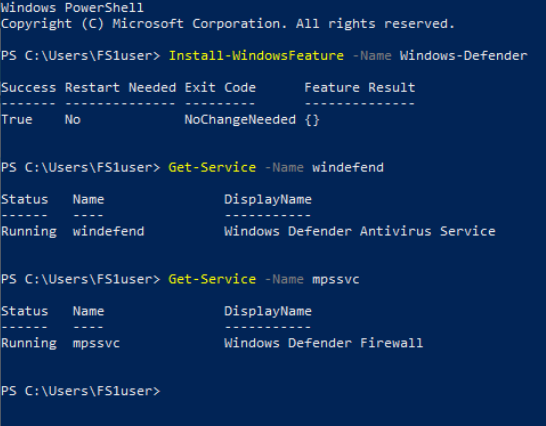 Windows PowerShell
Copyright (C) Microsoft Corporation. All rights reserved.
PS C:\Users\FS1user> Install-WindowsFeature -Name Windows-Defender
Success Restart Needed Exit Code      Feature Result
------- -------------- ---------      --------------
True    No             NoChangeNeeded {}
PS C:\Users\FS1user> Get-Service -Name windefend
Status   Name               DisplayName
------   ----               -----------
Running  windefend          Windows Defender Antivirus Service
PS C:\Users\FS1user> Get-Service -Name mpssvc
Status   Name               DisplayName
------   ----               -----------
Running  mpssvc             Windows Defender Firewall
PS C:\Users\FS1user>